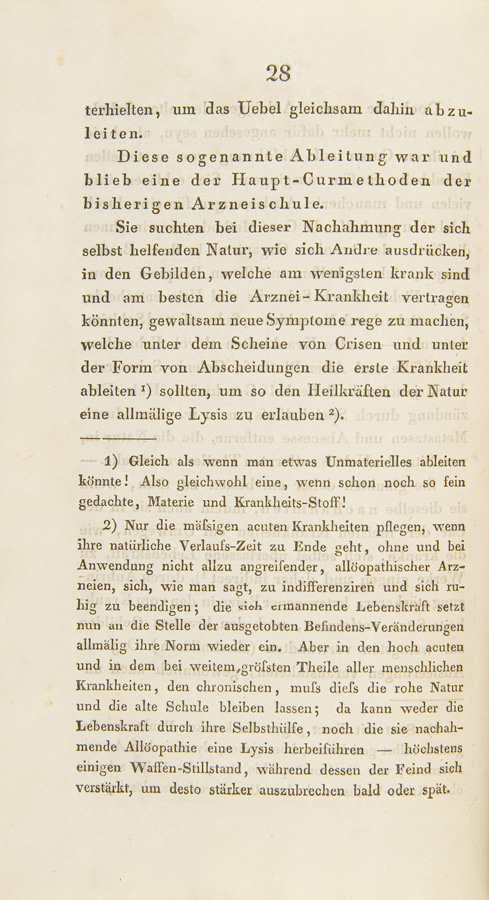 28
terhielten, um das Uebel gleichsam dahin abzu-
leiten.
Diese sogenannte Ableitung war und
blieb eine der Haupt-Curmethoden der
bisherigen Arzneischule.
Sie suchten bei dieser Nachahmung der sich
selbst helfenden Natur, wie sich Andre ausdrücken,
in den Gebilden, welche am wenigsten krank sind
und am besten die Arznei-Krankheit vertragen
könnten, gewaltsam neue Symptome rege zu machen,
welche unter dem Scheine von Crisen und unter
der Form von Abscheidungen die erste Krankheit
ableiten 1) sollten, um so den Heilkräften der Natur
eine allmälige Lysis zu erlauben 2).
1) Gleich als wenn man etwas Unmaterielles ableiten
könnte! Also gleichwohl eine, wenn schon noch so fein
gedachte, Materie und Krankheits-Stoff!
2) Nur die mäſsigen acuten Krankheiten pflegen, wenn
ihre natürliche Verlaufs-Zeit zu Ende geht, ohne und bei
Anwendung nicht allzu angreifender, allöopathischer Arz-
neien, sich, wie man sagt, zu indifferenziren und sich ru-
hig zu beendigen; die sich ermannende Lebenskraft setzt
nun an die Stelle der ausgetobten Befindens-Veränderungen
allmälig ihre Norm wieder ein. Aber in den hoch acuten
und in dem bei weitem gröſsten Theile aller menschlichen
Krankheiten, den chronischen, muſs dieſs die rohe Natur
und die alte Schule bleiben lassen; da kann weder die
Lebenskraft durch ihre Selbsthülfe, noch die sie nachah-
mende Allöopathie eine Lysis herbeiführen — höchstens
einigen Waffen-Stillstand, während dessen der Feind sich
verstärkt, um desto stärker auszubrechen bald oder spät.